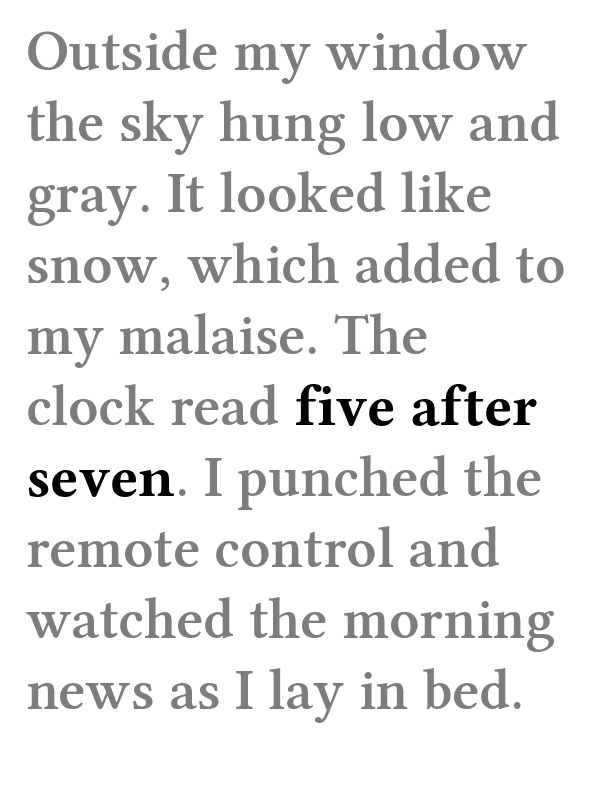 Outside my window
the sky hung low and
gray. It looked like
snow, which added to
my malaise. The
clock read five after
seven. I punched the
remote control and
watched the morning
news as I lay in bed.